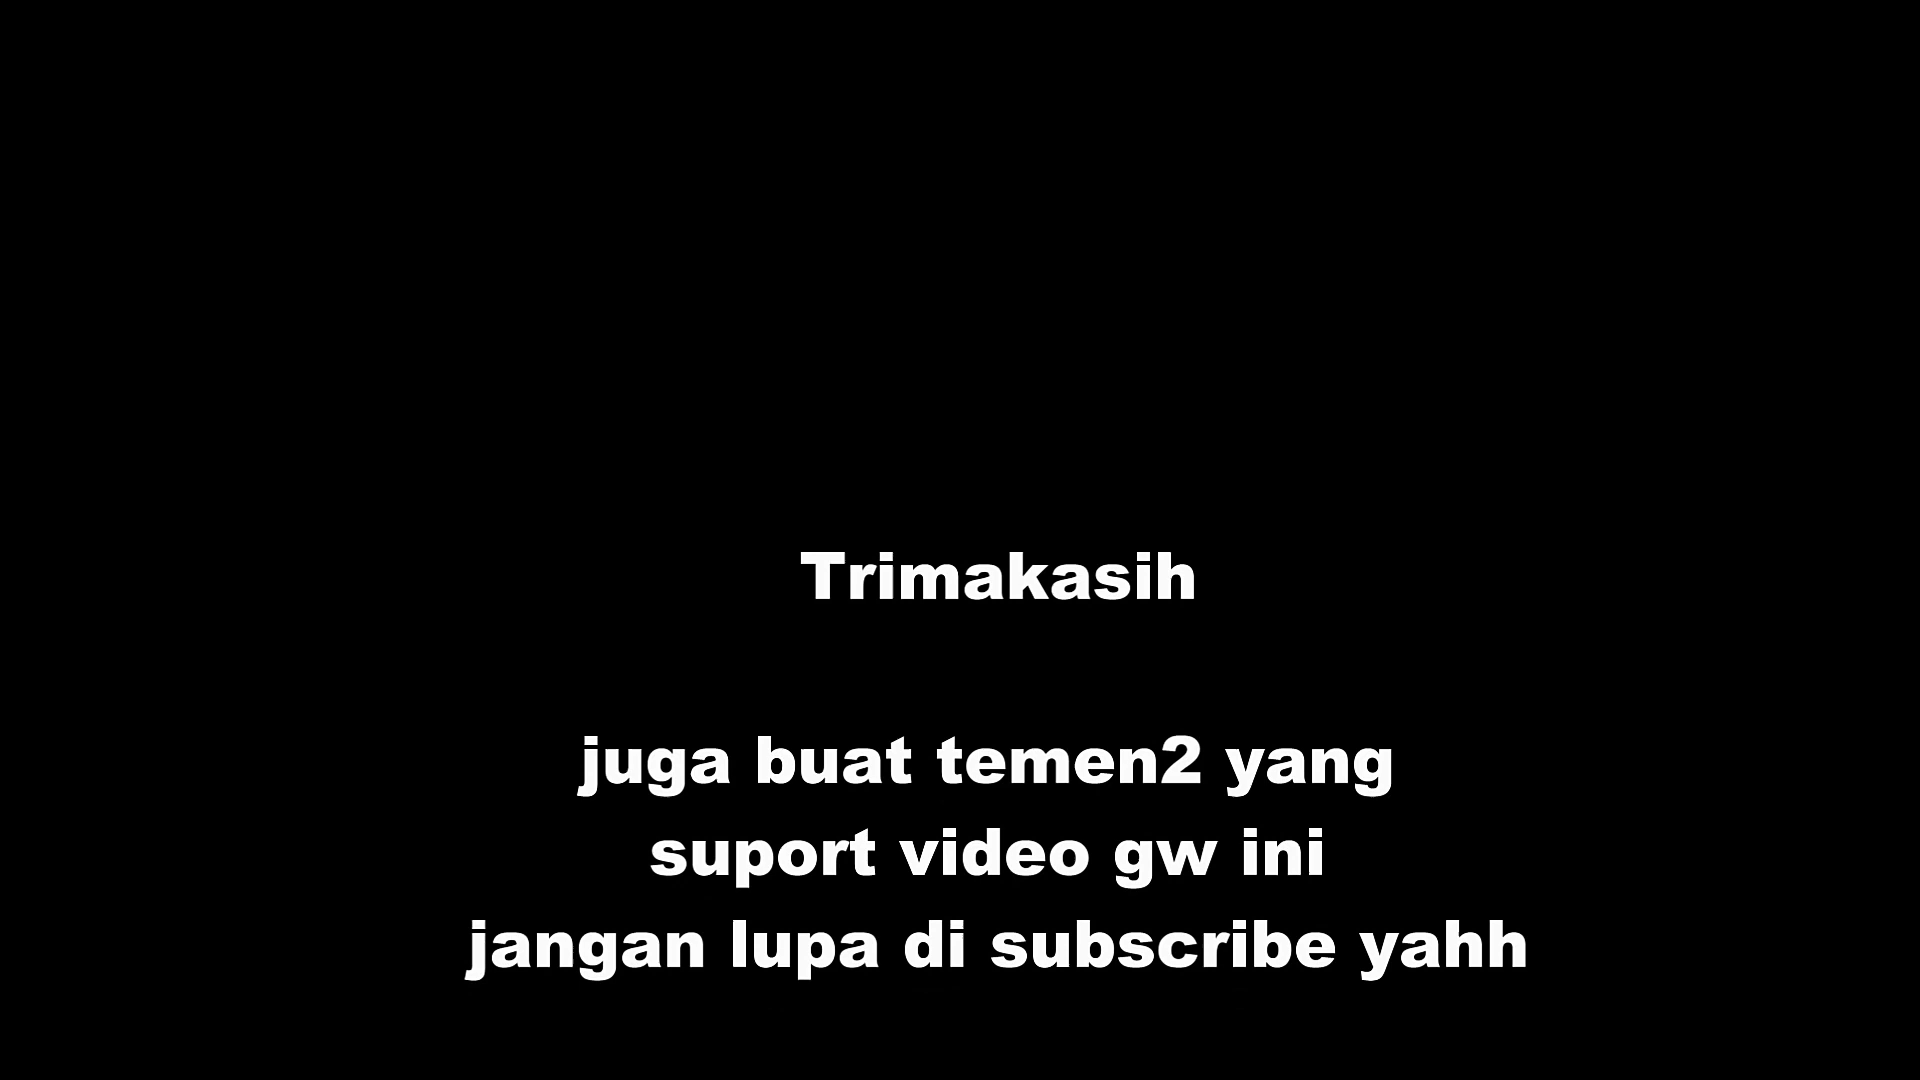 Trimakasih
juga buat temen2 yang
suport video gw ini
jangan lupa di subscribe yahh